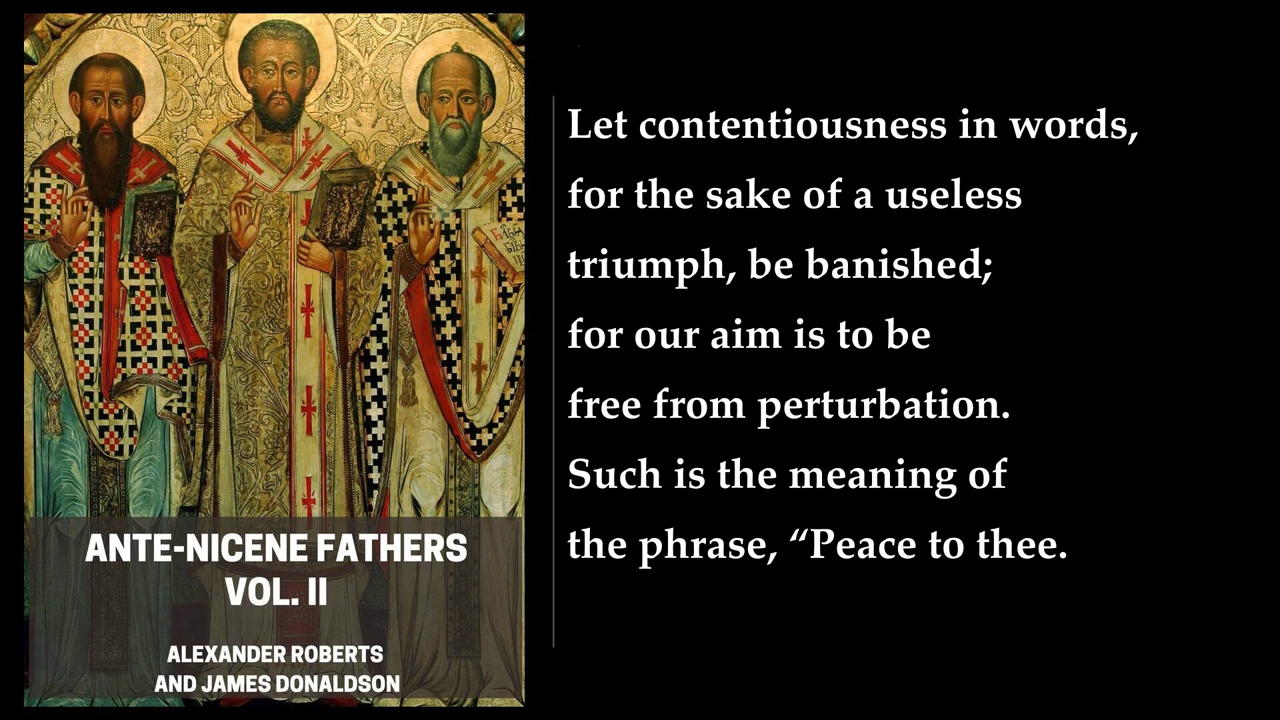 ANTE-NICENE FATHERS
VOL. II
ALEXANDER ROBERTS
AND JAMES DONALDSON
Let contentiousness in words,
for the sake of a useless
triumph, be banished;
for our aim is to be
free from perturbation.
Such is the meaning of
the phrase, “Peace to thee.